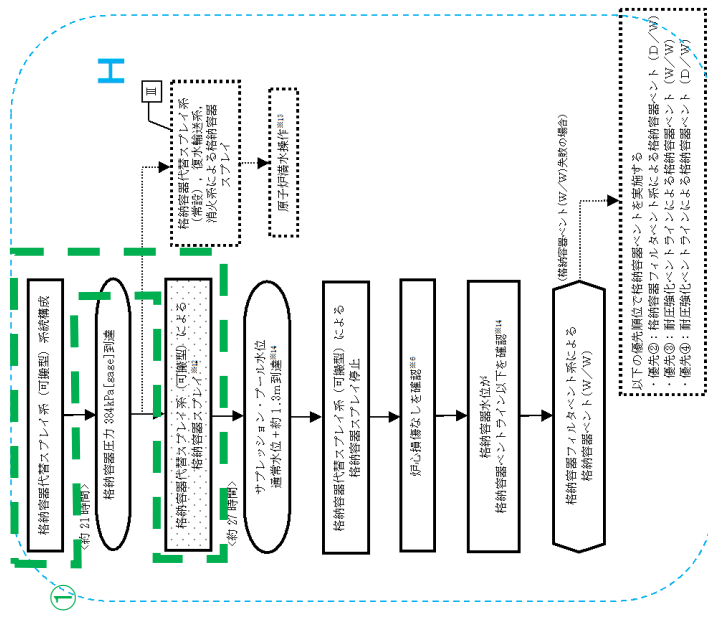 ①
H
格納容器代替スプレイ系（可搬型）系統構成
<約 21 時間>
格納容器圧力 384kPa[gage]到達
格納容器代替スプレイ系（可搬型）による
格納容器スプレイ※12
<約 27 時間>
サプレッション・プール水位
通常水位＋約 1.3m到達※14
格納容器代替スプレイ系（可搬型）による
格納容器スプレイ停止
炉心損傷なしを確認※6
格納容器水位が
格納容器ベントライン以下を確認※14
格納容器フィルタベント系による
格納容器ベント(W/W)
Ⅲ
格納容器代替スプレイ系
（常設），復水輸送系，
消火系による格納容器
スプレイ
原子炉満水操作※13
(格納容器ベント(W/W)失敗の場合)
以下の優先順位で格納容器ベントを実施する
・優先②：格納容器フィルタベント系による格納容器ベント（D／W）
・優先③：耐圧強化ベントラインによる格納容器ベント（W／W）
優先④：耐圧強化ベントラインによる格納容器ベント（D／W）